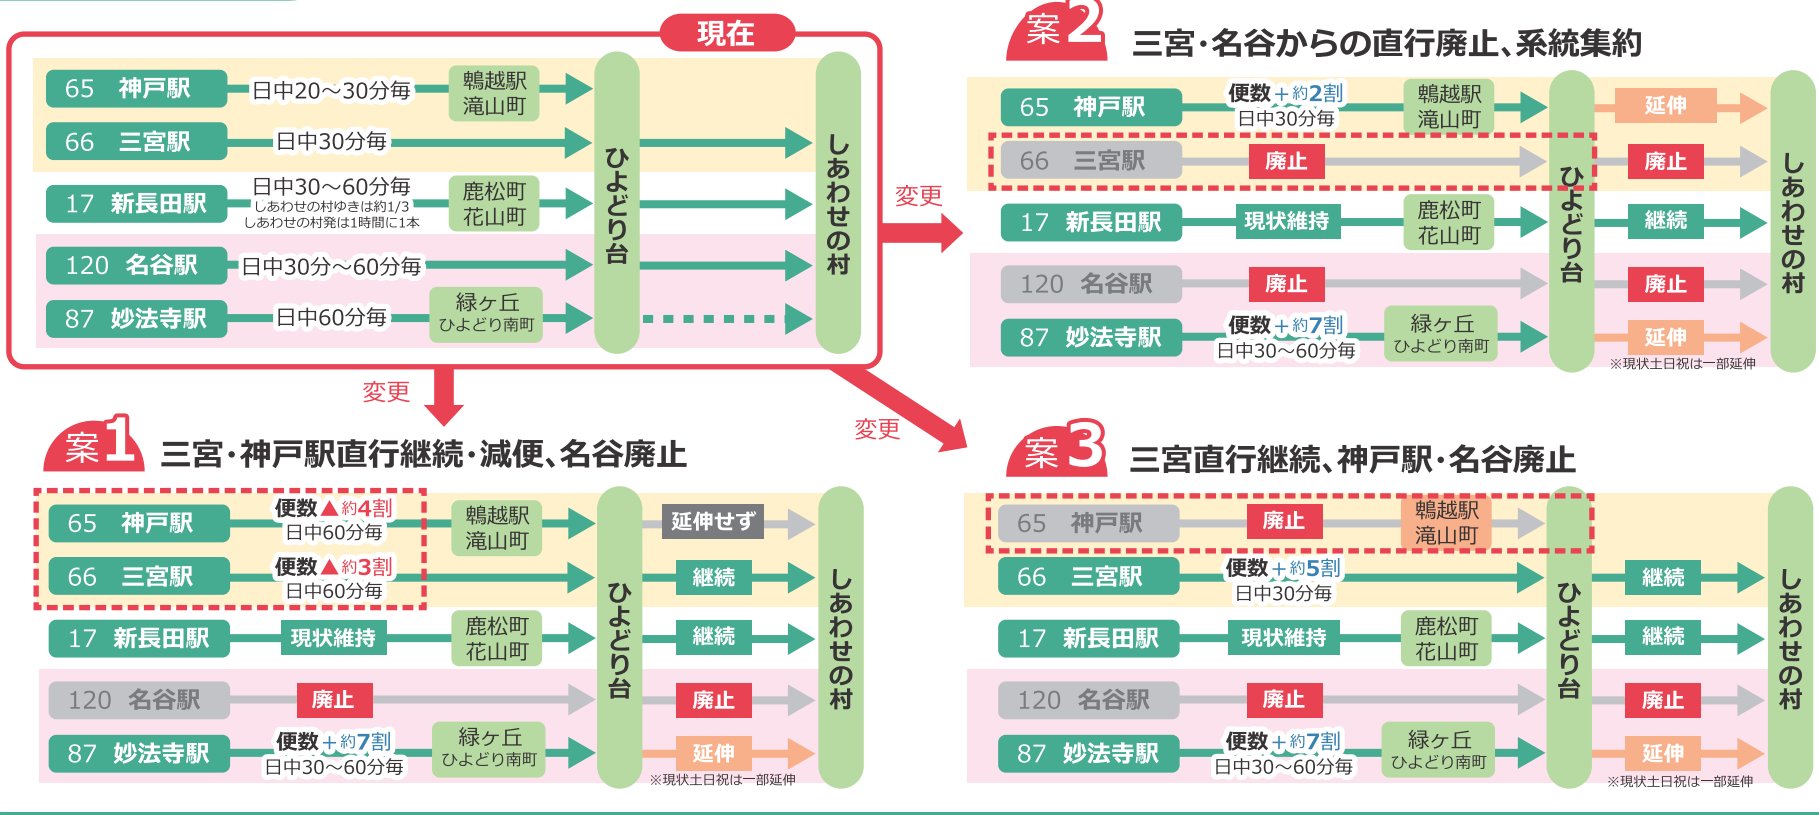 現在
65 神戸駅 日中20～30分毎 鵯越駅
滝山町
66 三宮駅 日中30分毎
17 新長田駅 日中30～60分毎
しあわせの村ゆきは約1/3
しあわせの村発は1時間に1本
鹿松町
花山町
120 名谷駅 日中30分～60分毎
87 妙法寺駅 日中60分毎 緑ヶ丘
ひよどり南町
ひよどり台
しあわせの村
変更
変更
変更
案2 三宮・名谷からの直行廃止、系統集約
65 神戸駅 便数＋約2割
日中30分毎
鵯越駅
滝山町
延伸
66 三宮駅 廃止 廃止
17 新長田駅 現状維持 鹿松町
花山町
継続
120 名谷駅 廃止 廃止
87 妙法寺駅 便数＋約7割
日中30～60分毎
緑ヶ丘
ひよどり南町
延伸
※現状土日祝は一部延伸
ひよどり台
しあわせの村
案1 三宮・神戸駅直行継続・減便、名谷廃止
65 神戸駅 便数▲約4割
日中60分毎
鵯越駅
滝山町
延伸せず
66 三宮駅 便数▲約3割
日中60分毎
継続
17 新長田駅 現状維持 鹿松町
花山町
継続
120 名谷駅 廃止 廃止
87 妙法寺駅 便数＋約7割
日中30～60分毎
緑ヶ丘
ひよどり南町
延伸
※現状土日祝は一部延伸
ひよどり台
しあわせの村
案3 三宮直行継続、神戸駅・名谷廃止
65 神戸駅 廃止 鵯越駅
滝山町
66 三宮駅 便数＋約5割
日中30分毎
継続
17 新長田駅 現状維持 鹿松町
花山町
継続
120 名谷駅 廃止 廃止
87 妙法寺駅 便数＋約7割
日中30～60分毎
緑ヶ丘
ひよどり南町
延伸
※現状土日祝は一部延伸
ひよどり台
しあわせの村